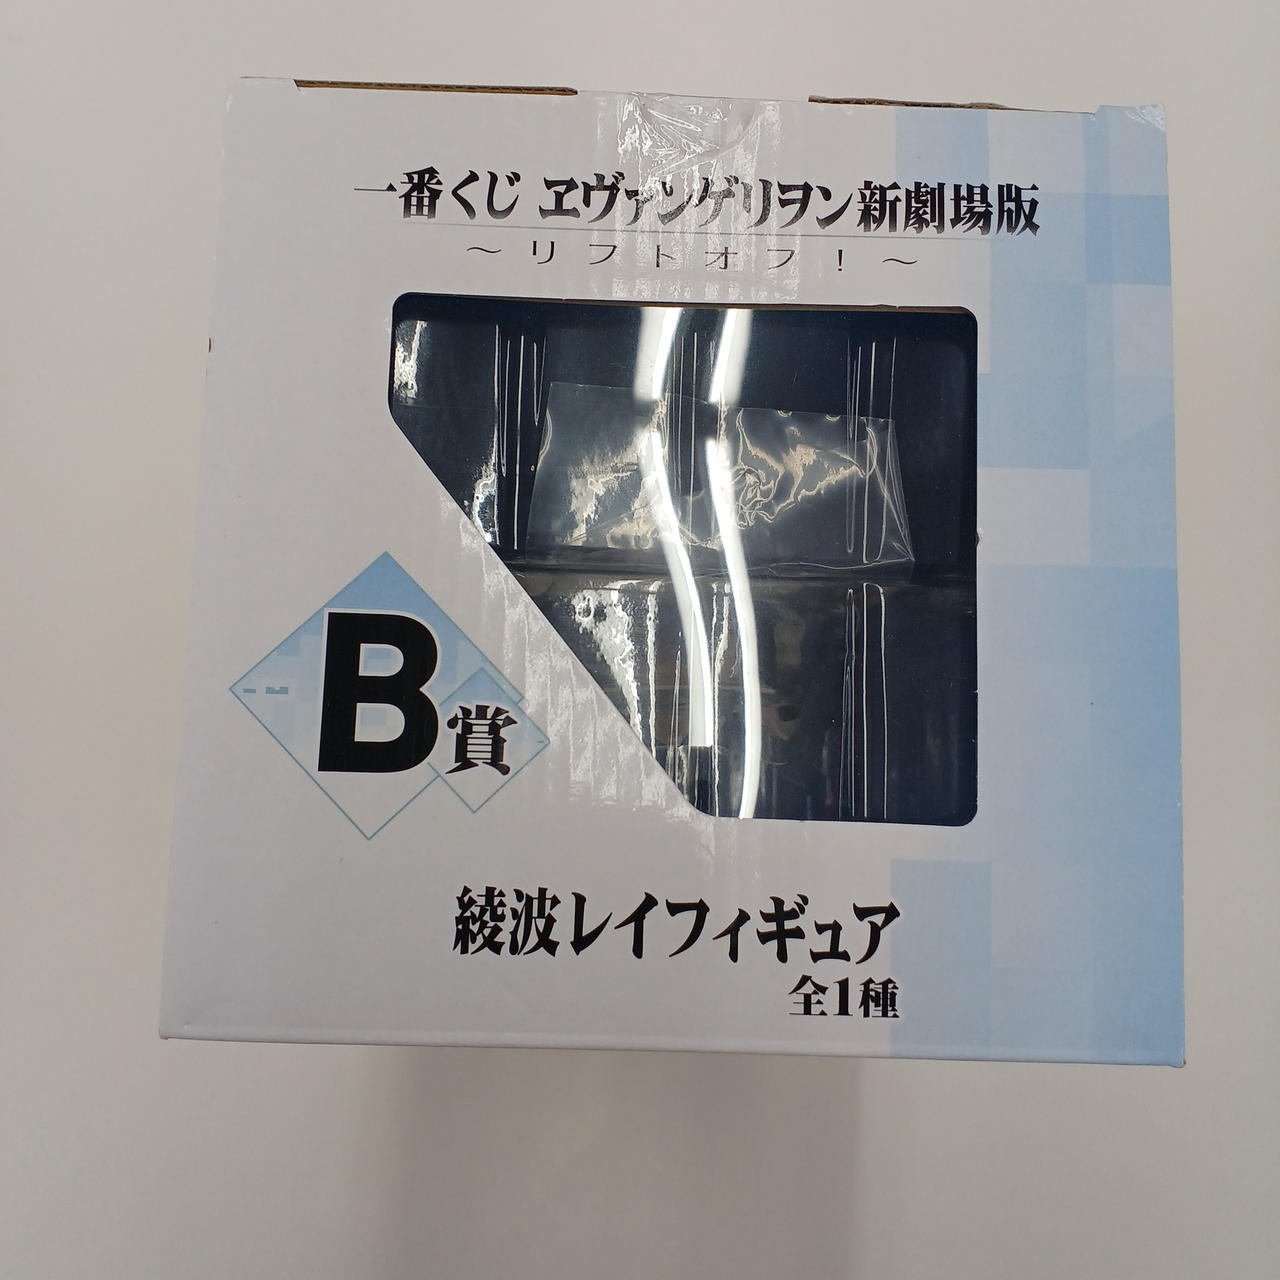 一番くじ ヱヴァンゲリヲン新劇場版
～リフトオフ！～
B賞
綾波レイフィギュア
全1種